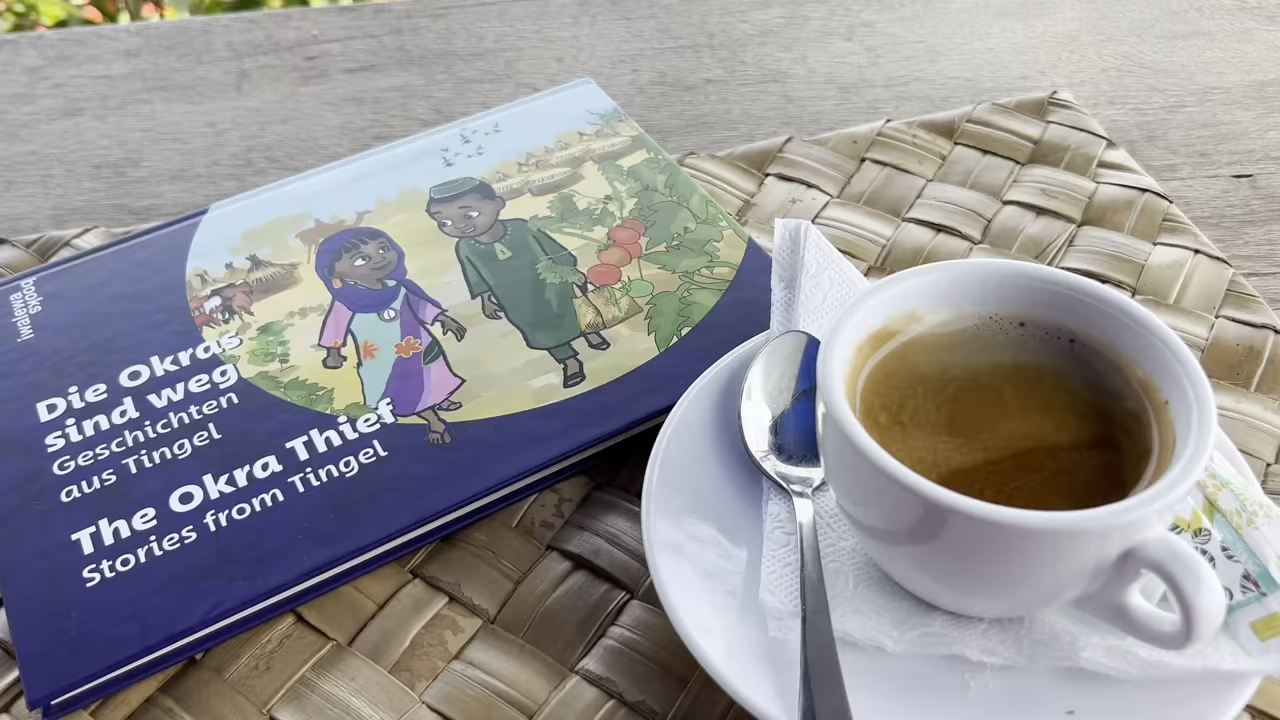 iwalewa
books
Die Okras
sind weg
Geschichten
aus Tingel
The Okra Thief
Stories from Tingel